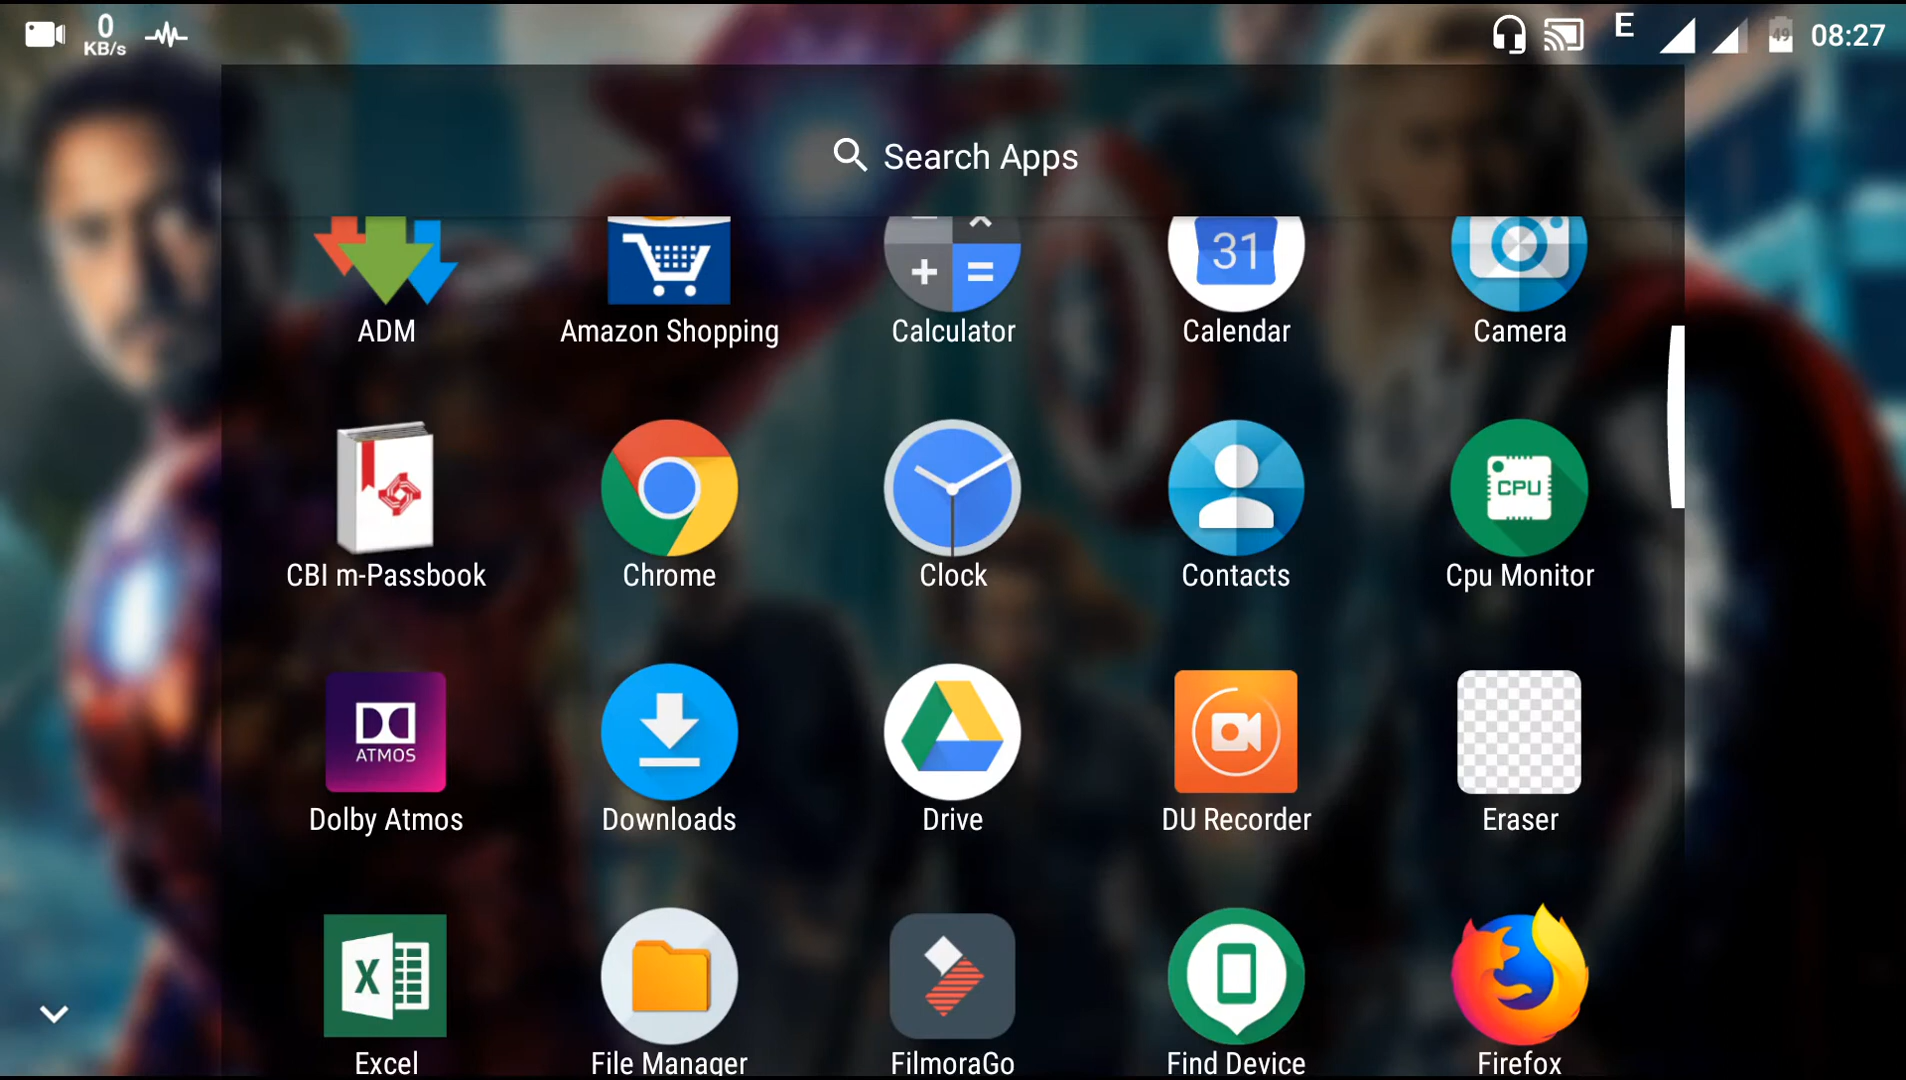 0
KB/s
E
49
08:27
Search Apps
31
ADM
Amazon Shopping
Calculator
Calendar
Camera
CPU
CBI m-Passbook
Chrome
Clock
Contacts
Cpu Monitor
ATMOS
Dolby Atmos
Downloads
Drive
DU Recorder
Eraser
X
Excel
File Manager
FilmoraGo
Find Device
Firefox